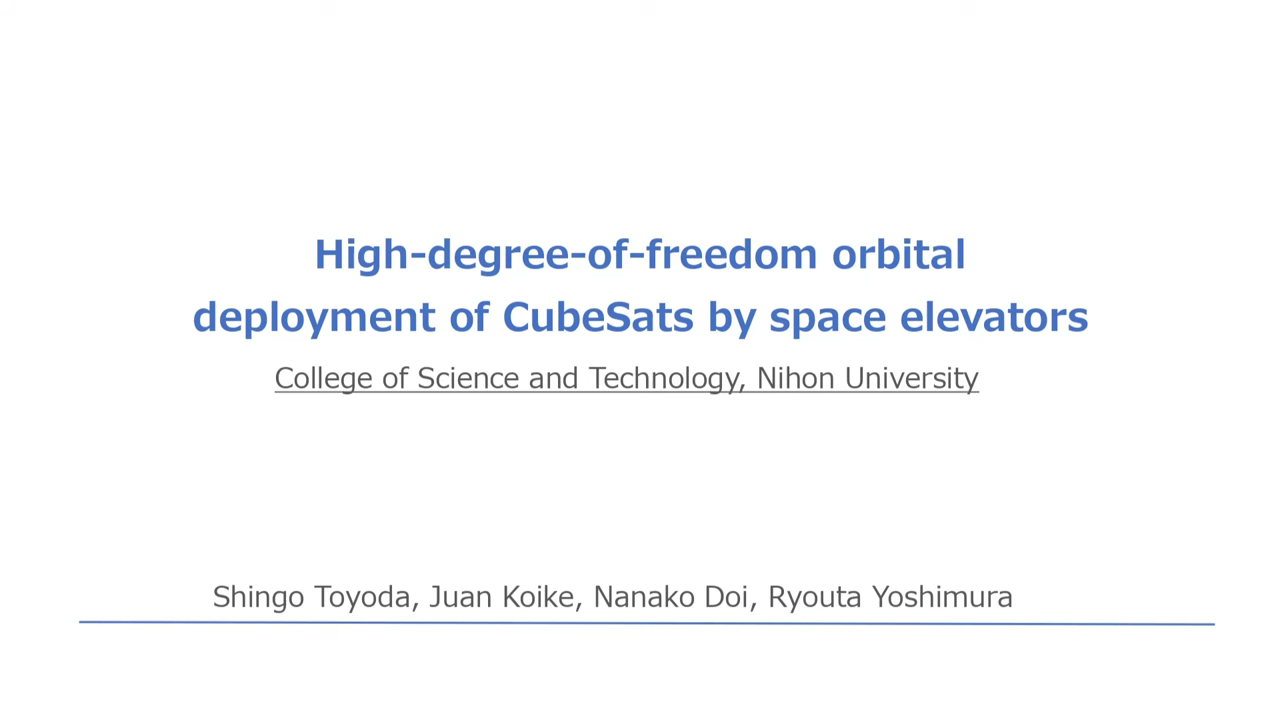 High-degree-of-freedom orbital
deployment of CubeSats by space elevators
College of Science and Technology, Nihon University
Shingo Toyoda, Juan Koike, Nanako Doi, Ryouta Yoshimura